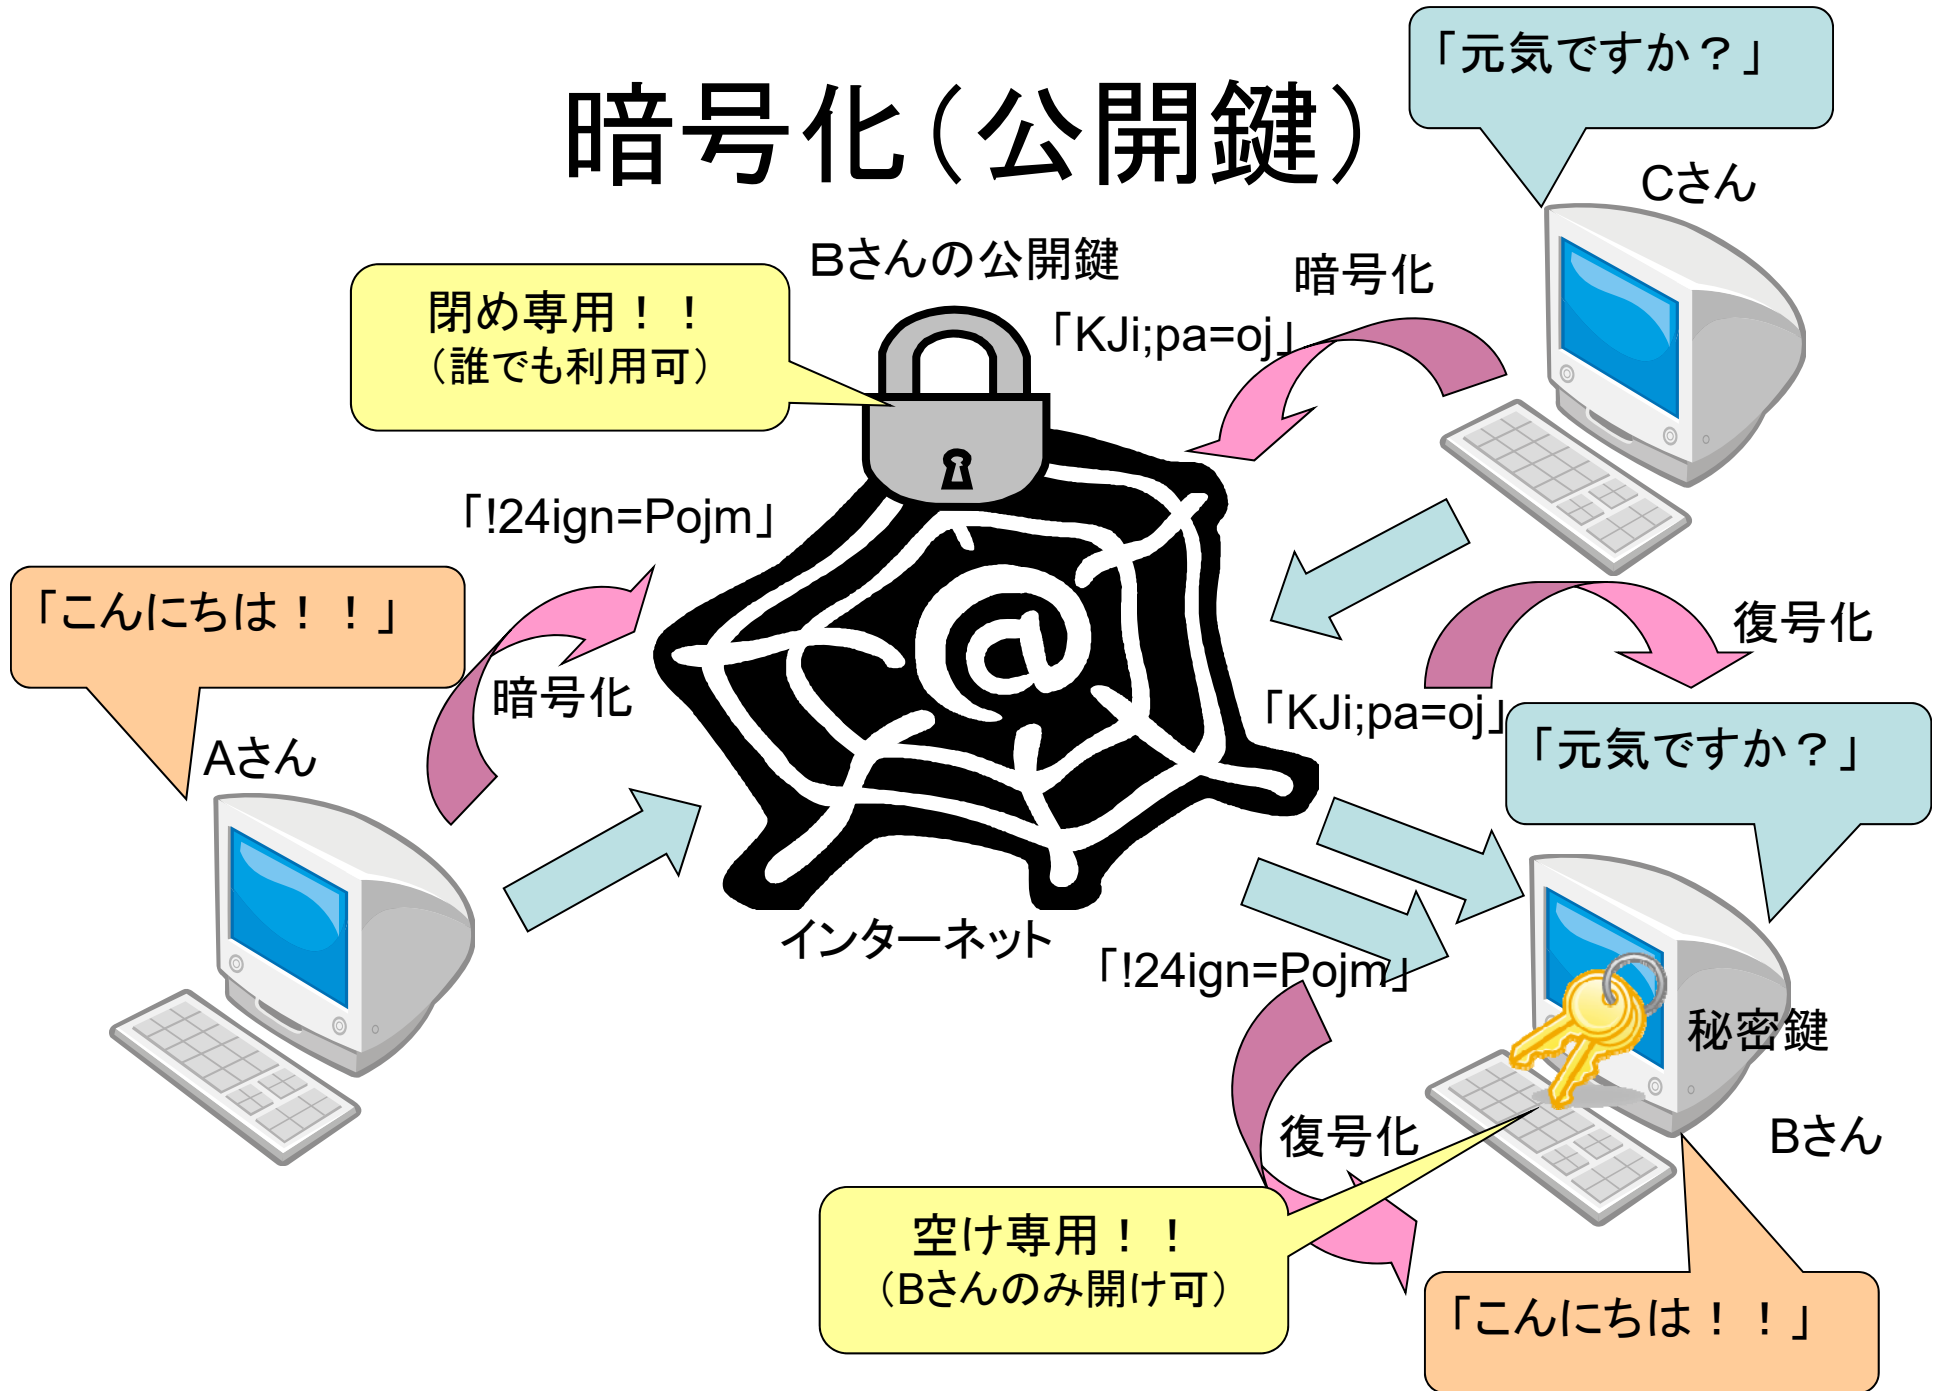 「元気ですか？」
暗号化（公開鍵）
Cさん
Bさんの公開鍵
暗号化
閉め専用！！
（誰でも利用可）
「KJi;pa=oj」
「!24ign=Pojm」
「こんにちは！！」
復号化
暗号化
「KJi;pa=oj」
「元気ですか？」
Aさん
インターネット
「!24ign=Pojm」
秘密鍵
復号化
Bさん
空け専用！！
（Bさんのみ開け可）
「こんにちは！！」